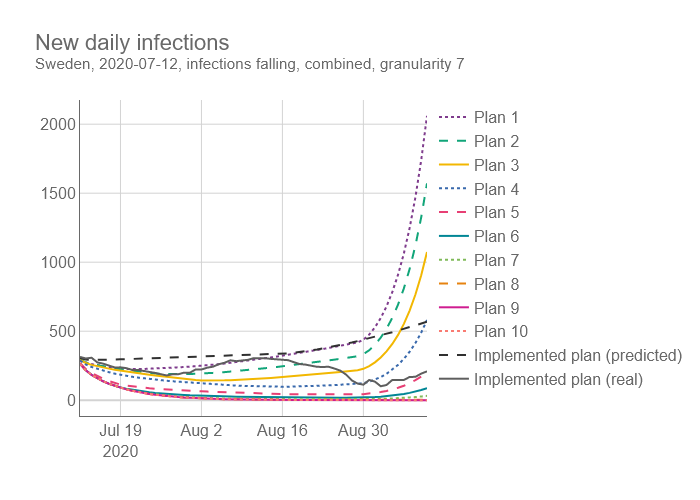 New daily infections
Sweden, 2020-07-12, infections falling, combined, granularity 7
2000
1500
1000
500
0
Jul 19
2020
Aug 2
Aug 16
Aug 30
Plan 1
Plan 2
Plan 3
Plan 4
Plan 5
Plan 6
Plan 7
Plan 8
Plan 9
Plan 10
Implemented plan (predicted)
Implemented plan (real)